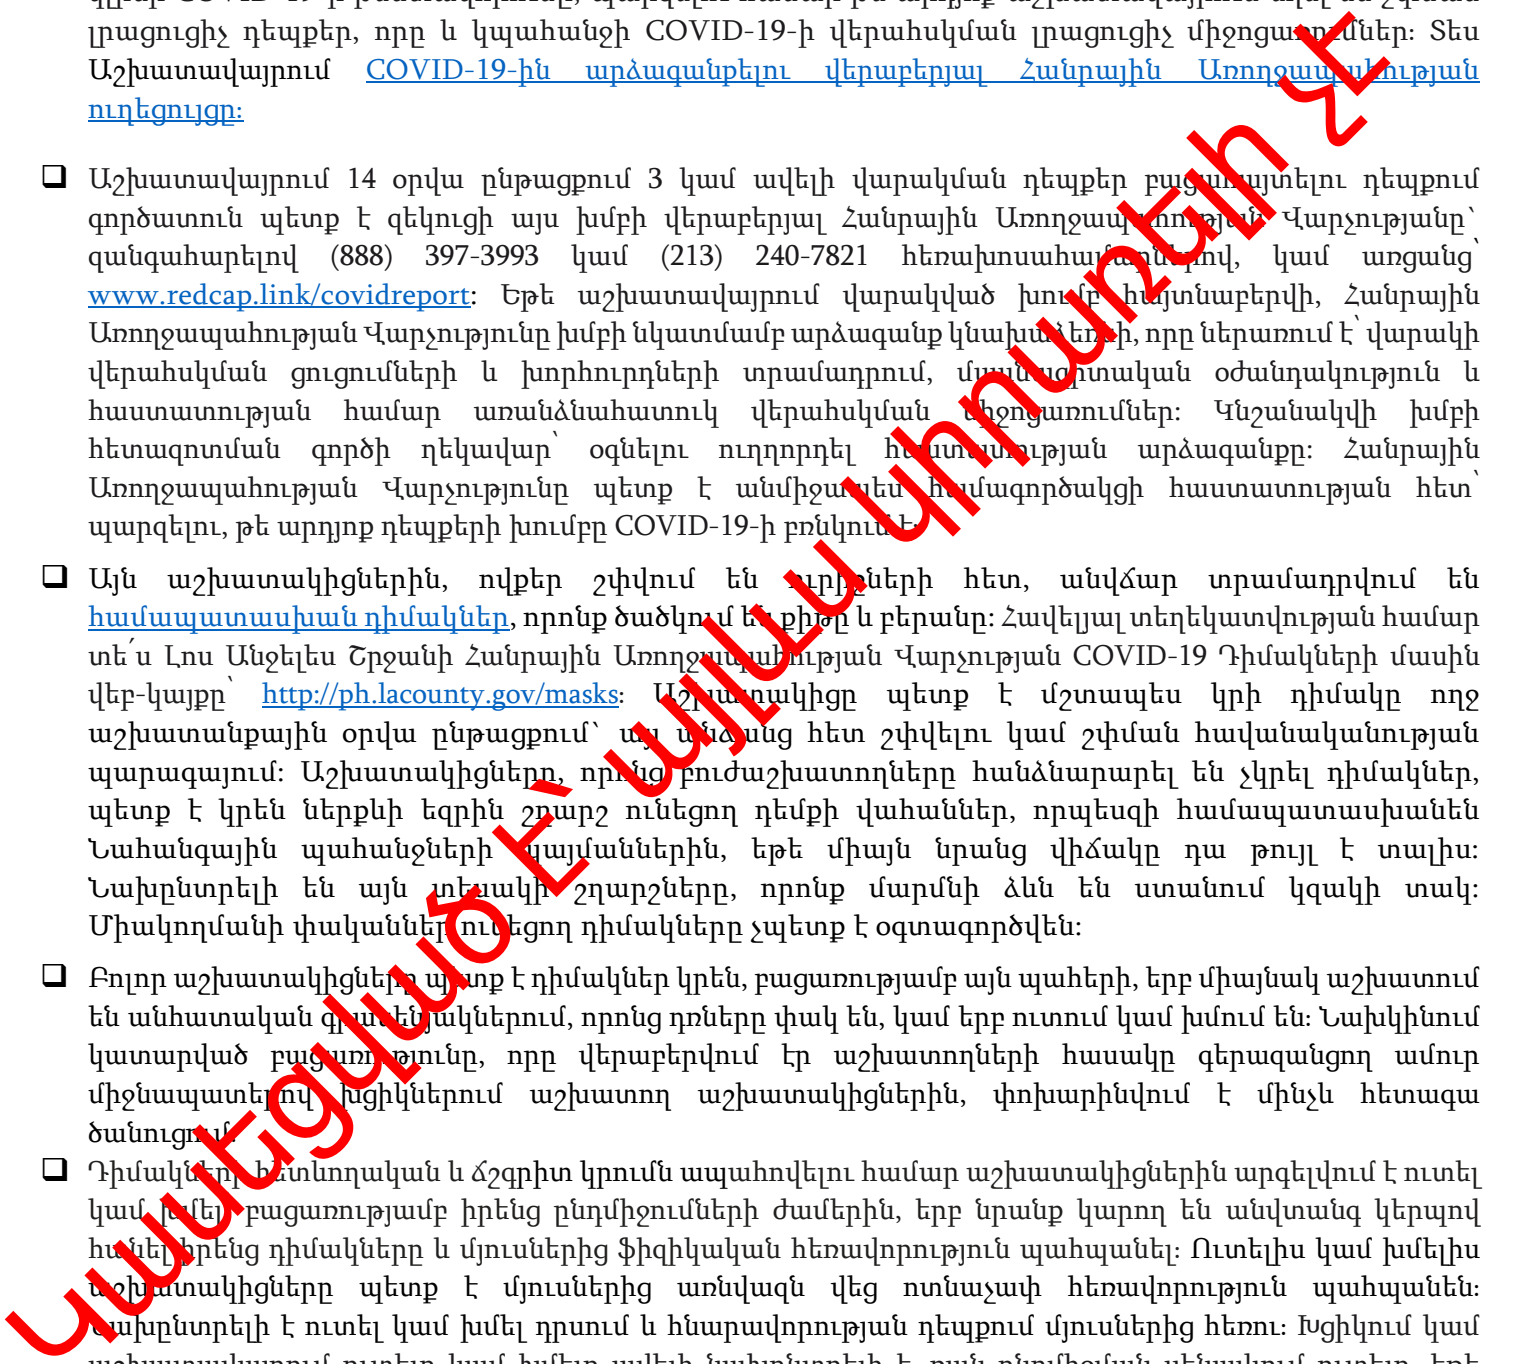 լրացուցիչ դեպքեր, որը և կպահանջի COVID-19-ի վերահսկման լրացուցիչ միջոցառումներ: Տես
Աշխատավայրում COVID-19-ին արձագանքելու վերաբերյալ Հանրային Առողջապահության
ուղեցույցը:
❑ Աշխատավայրում 14 օրվա ընթացքում 3 կամ ավելի վարակման դեպքեր բացահայտելու դեպքում
գործատուն պետք է զեկուցի այս խմբի վերաբերյալ Հանրային Առողջապահության Վարչությանը`
զանգահարելով (888) 397-3993 կամ (213) 240-7821 հեռախոսահամարներով, կամ առցանց՝
www.redcap.link/covidreport: Եթե աշխատավայրում վարակված խումբ հայտնաբերվի, Հանրային
Առողջապահության Վարչությունը խմբի նկատմամբ արձագանք կնախաձեռնի, որը ներառում է՝ վարակի
վերահսկման ցուցումների և խորհուրդների տրամադրում, մասնագիտական օժանդակություն և
հաստատության համար առանձնահատուկ վերահսկման միջոցառումներ: Կնշանակվի խմբի
հետազոտման գործի ղեկավար՝ օգնելու ուղղորդել հաստատության արձագանքը: Հանրային
Առողջապահության Վարչությունը պետք է անմիջապես համագործակցի հաստատության հետ՝
պարզելու, թե արդյոք դեպքերի խումբը COVID-19-ի բռնկում է:
❑ Այն աշխատակիցներին, ովքեր շփվում են ուրիշների հետ, անվճար տրամադրվում են
համապատասխան դիմակներ, որոնք ծածկում են քիթը և բերանը: Հավելյալ տեղեկատվության համար
տե՛ս Լոս Անջելես Շրջանի Հանրային Առողջապահության Վարչության COVID-19 Դիմակների մասին
վեբ-կայքը՝ http://ph.lacounty.gov/masks: Աշխատակիցը պետք է մշտապես կրի դիմակը ողջ
աշխատանքային օրվա ընթացքում` այլ անձանց հետ շփվելու կամ շփման հավանականության
պարագայում: Աշխատակիցները, որոնց բուժաշխատողները հանձնարարել են չկրել դիմակներ,
պետք է կրեն ներքևի եզրին շղարշ ունեցող դեմքի վահաններ, որպեսզի համապատասխանեն
Նահանգային պահանջների կայմաններին, եթե միայն նրանց վիճակը դա թույլ է տալիս:
Նախընտրելի են այն տեսակի շղարշները, որոնք մարմնի ձևն են ստանում կզակի տակ:
Միակողմանի փականներ ունեցող դիմակները չպետք է օգտագործվեն:
❑ Բոլոր աշխատակիցները պետք է դիմակներ կրեն, բացառությամբ այն պահերի, երբ միայնակ աշխատում
են անհատական գրասենյակներում, որոնց դռները փակ են, կամ երբ ուտում կամ խմում են: Նախկինում
կատարված բացառությունը, որը վերաբերվում էր աշխատողների հասակը գերազանցող ամուր
միջնապատերով խցիկներում աշխատող աշխատակիցներին, փոխարինվում է մինչև հետագա
ծանուցում:
❑ Դիմակների հետևողական և ճշգրիտ կրումն ապահովելու համար աշխատակիցներին արգելվում է ուտել
կամ խմել, բացառությամբ իրենց ընդմիջումների ժամերին, երբ նրանք կարող են անվտանգ կերպով
հանել իրենց դիմակները և մյուսներից ֆիզիկական հեռավորություն պահպանել: Ուտելիս կամ խմելիս
աշխատակիցները պետք է մյուսներից առնվազն վեց ոտնաչափ հեռավորություն պահպանեն:
Նախընտրելի է ուտել կամ խմել դրսում և հնարավորության դեպքում մյուսներից հեռու: Խցիկում կամ
Կասեցված է՝ այլևս կիրառելի չէ